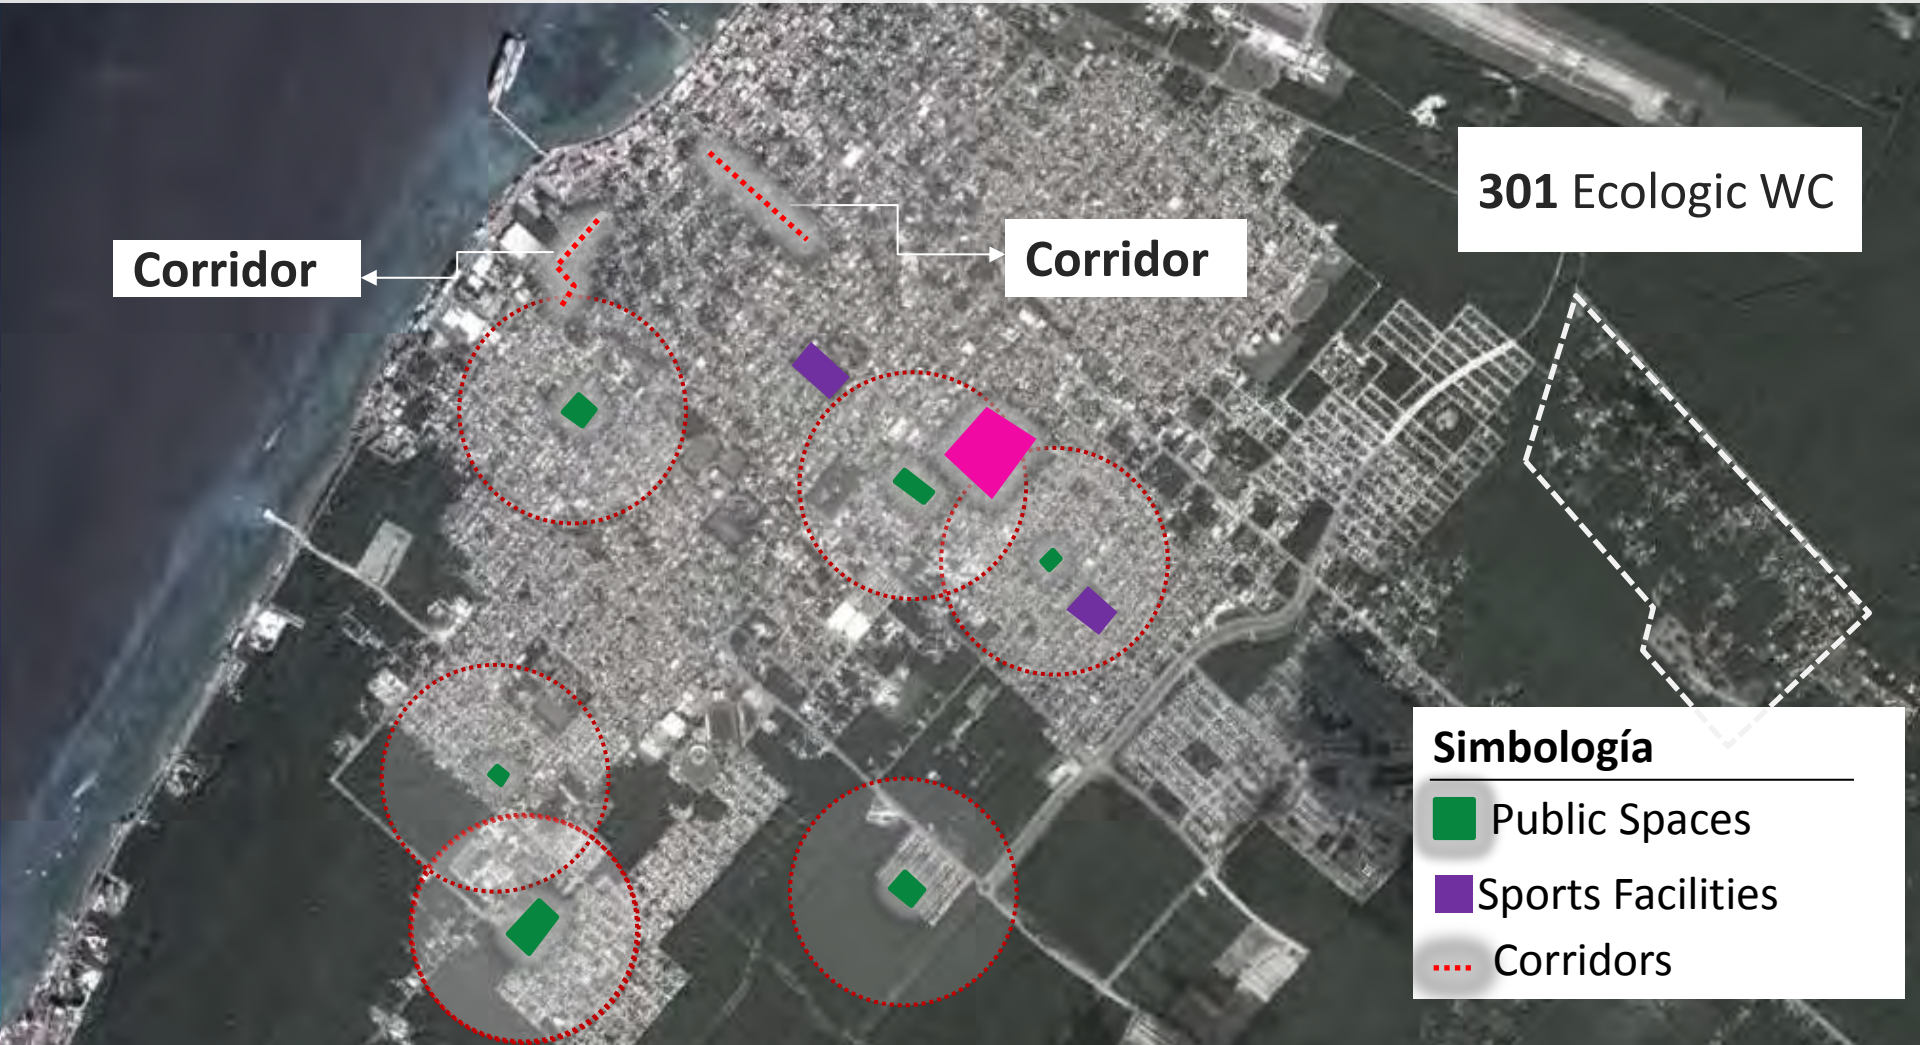 301 Ecologic WC
Corridor
Corridor
Simbología
Public Spaces
Sports Facilities
Corridors